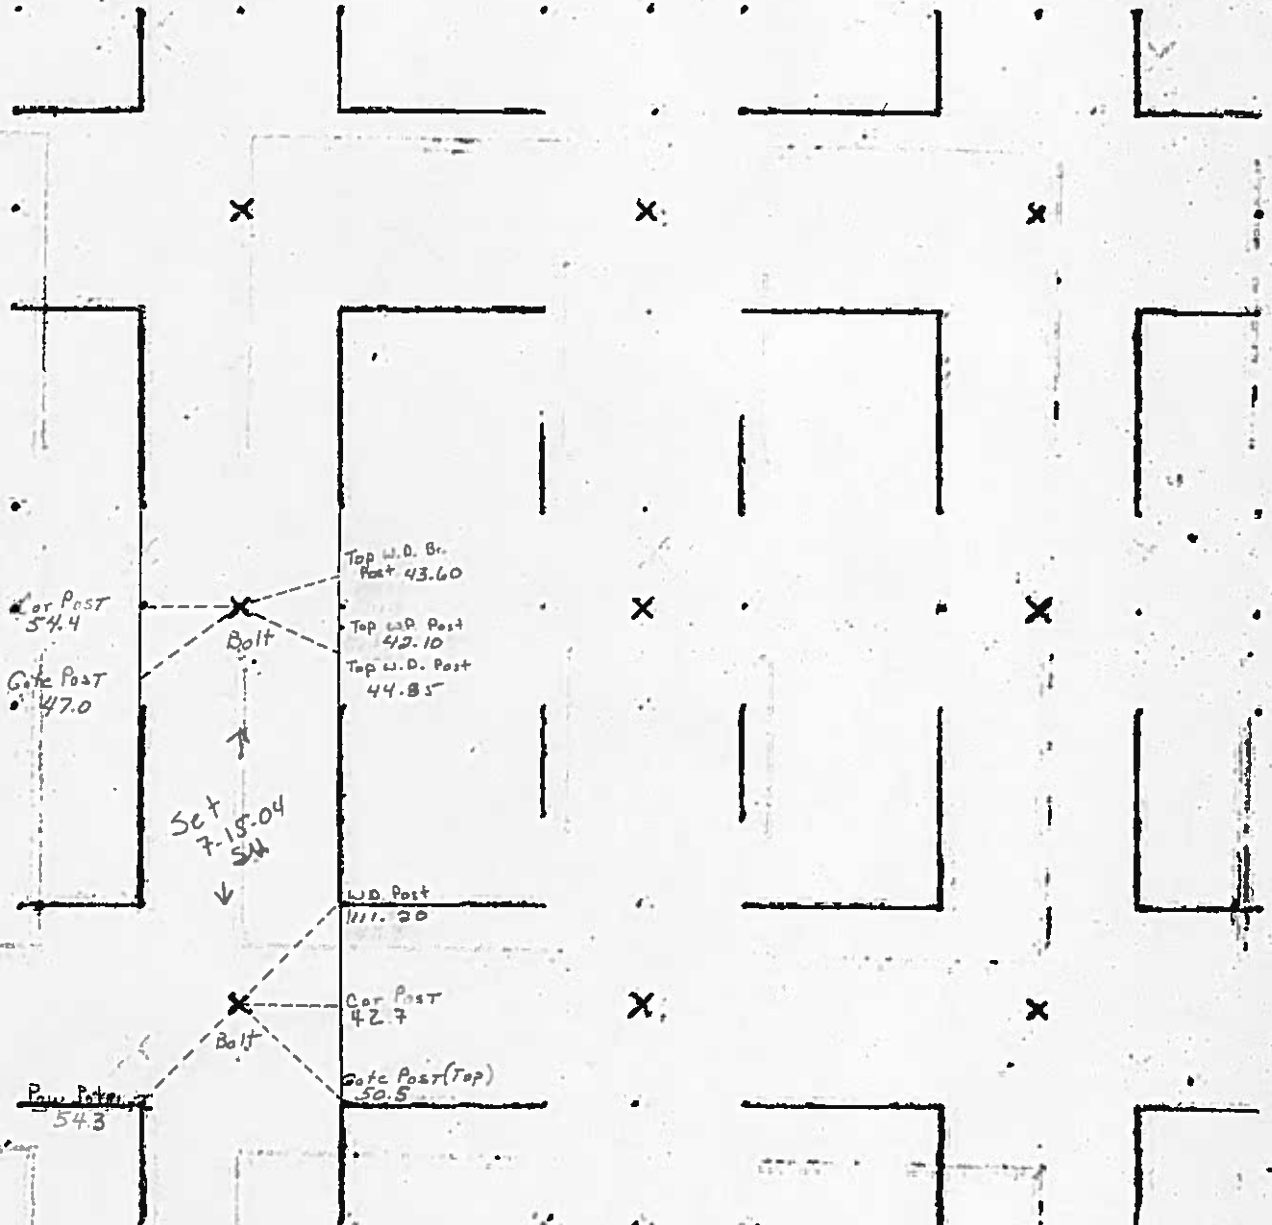 Top W.D. Br.
Post 43.60
Cor Post
54.4
Top W.D. Post
42.10
Bolt
Top W.D. Post
44.85
Gate Post
47.0
Set
7-15-04
W.D. Post
111.20
Cor Post
42.7
Bolt
Gate Post (Top)
50.5
54.3